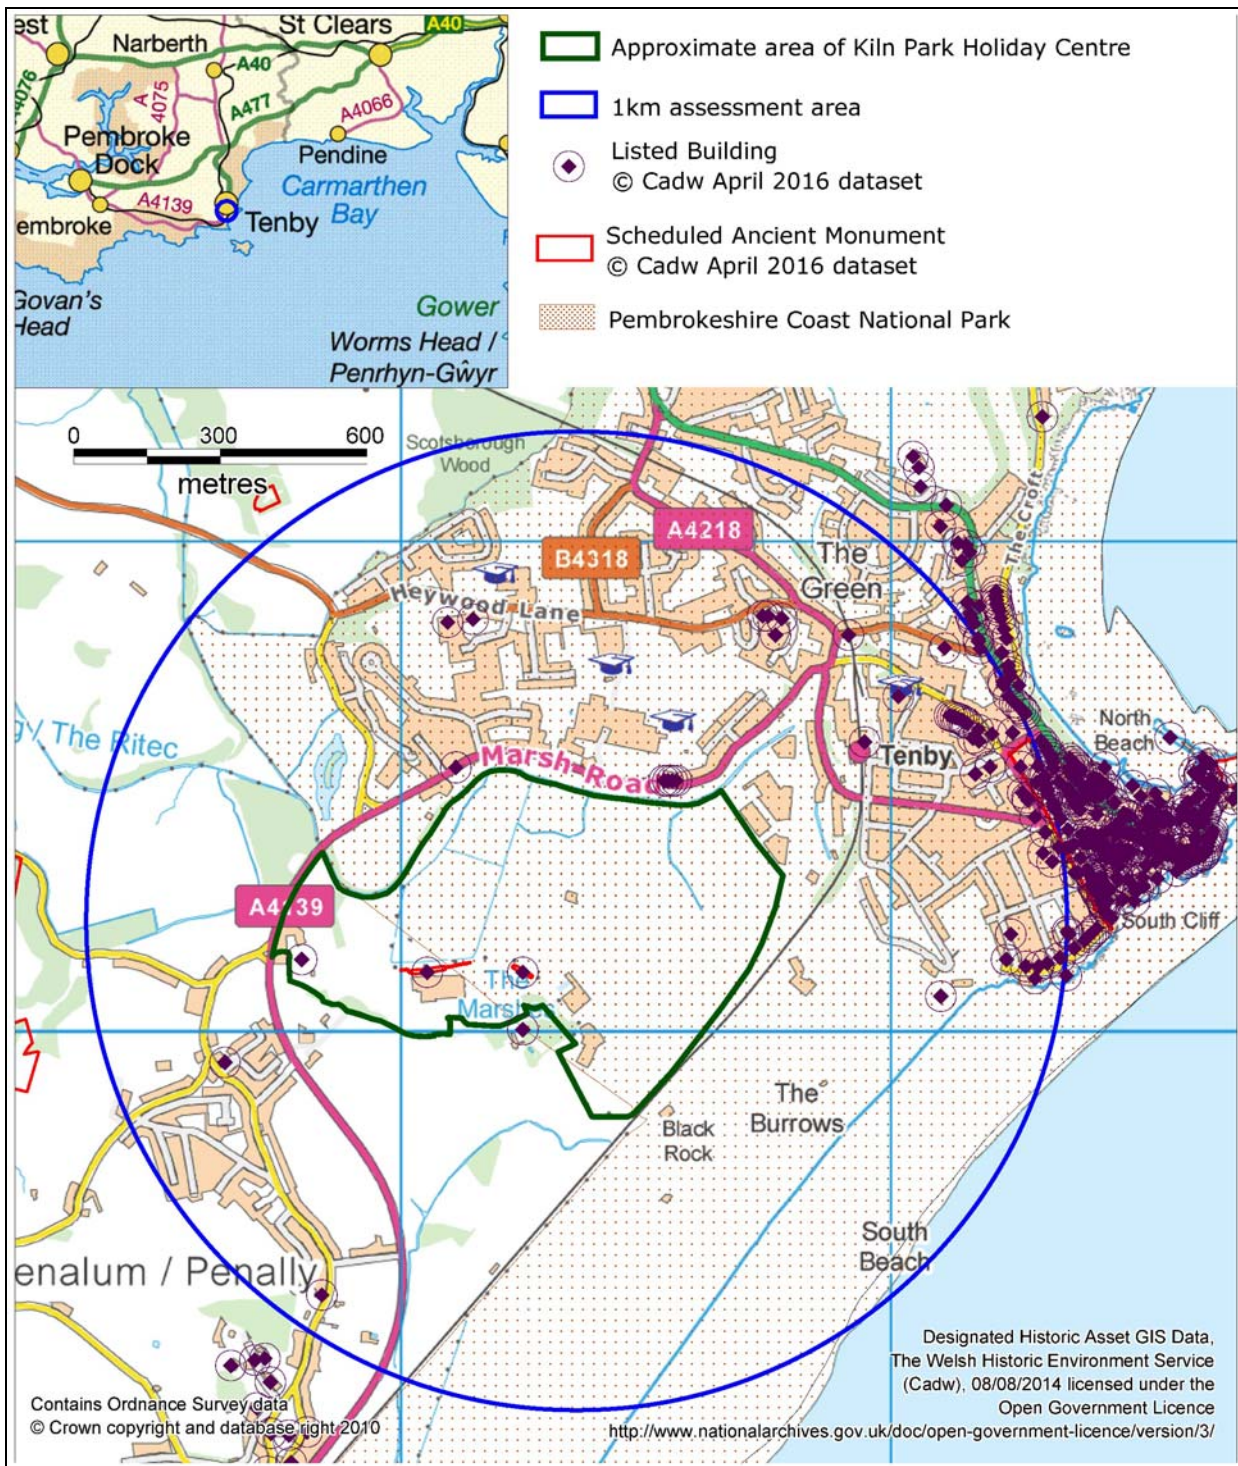 est
St Clears
A40
Narberth
A40
A4076
A
4075
A477
A4066
Pembroke
Dock
Pendine
Carmarthen
Bay
A4139
embroke
Tenby
Govan's
Head
Gower
Worms Head /
Penrhyn-Gŵyr
Approximate area of Kiln Park Holiday Centre
1km assessment area
Listed Building
© Cadw April 2016 dataset
Scheduled Ancient Monument
© Cadw April 2016 dataset
Pembrokeshire Coast National Park
0 300 600
metres
Scotsborough
Wood
The Croft
A4218
B4318
The
Green
Heywood Lane
North
Beach
y The Ritec
Marsh Road
Tenby
A4139
South Cliff
The
Marshes
The
Burrows
Black
Rock
South
Beach
enalum / Penally
Designated Historic Asset GIS Data,
The Welsh Historic Environment Service
(Cadw), 08/08/2014 licensed under the
Open Government Licence
http://www.nationalarchives.gov.uk/doc/open-government-licence/version/3/
Contains Ordnance Survey data
© Crown copyright and database right 2010